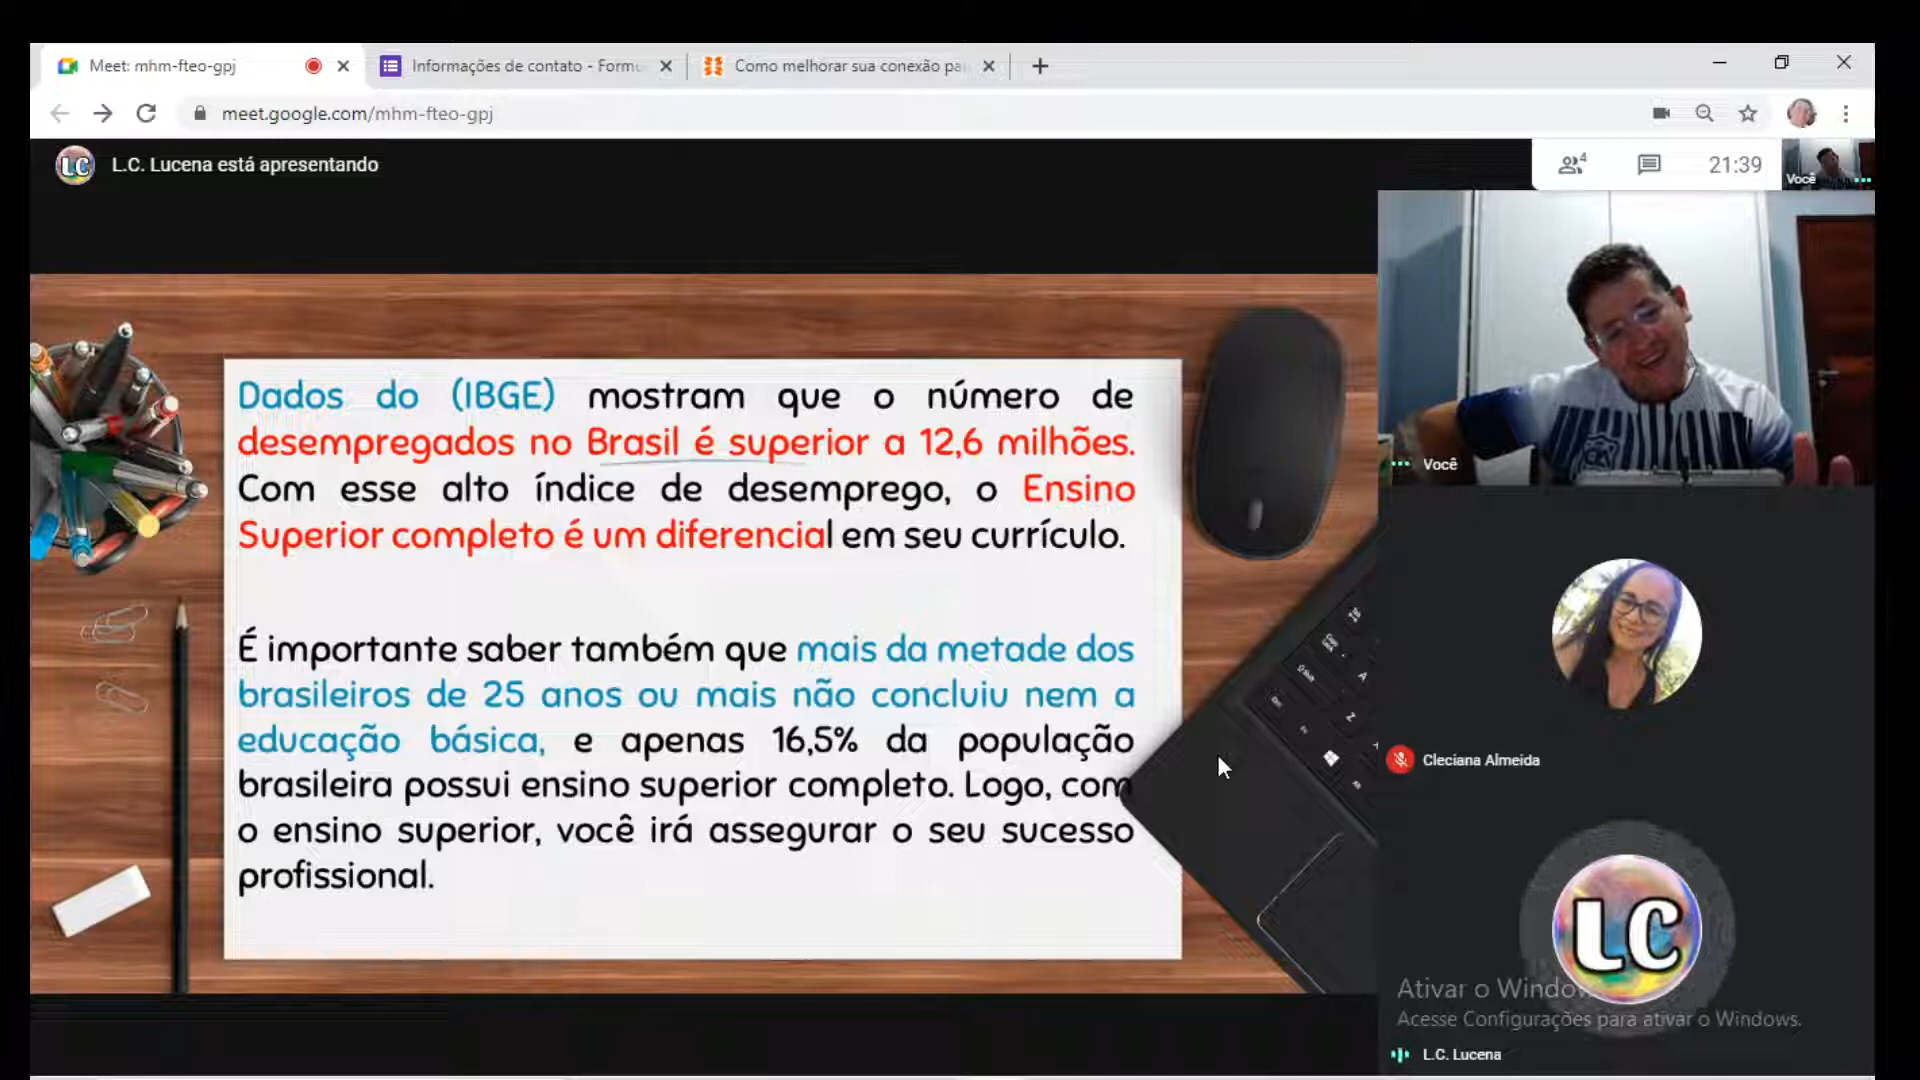 Meet: mhm-fteo-gpj
Informações de contato - Formu
Como melhorar sua conexão pa
meet.google.com/mhm-fteo-gpj
LC
L.C. Lucena está apresentando
4
21:39
Você
Dados do (IBGE) mostram que o número de
desempregados no Brasil é superior a 12,6 milhões.
Com esse alto índice de desemprego, o Ensino
Superior completo é um diferencial em seu currículo.
É importante saber também que mais da metade dos
brasileiros de 25 anos ou mais não concluiu nem a
educação básica, e apenas 16,5% da população
brasileira possui ensino superior completo. Logo, com
o ensino superior, você irá assegurar o seu sucesso
profissional.
Você
Cleciana Almeida
LC
Ativar o Window
Acesse Configurações para ativar o Windows.
L.C. Lucena